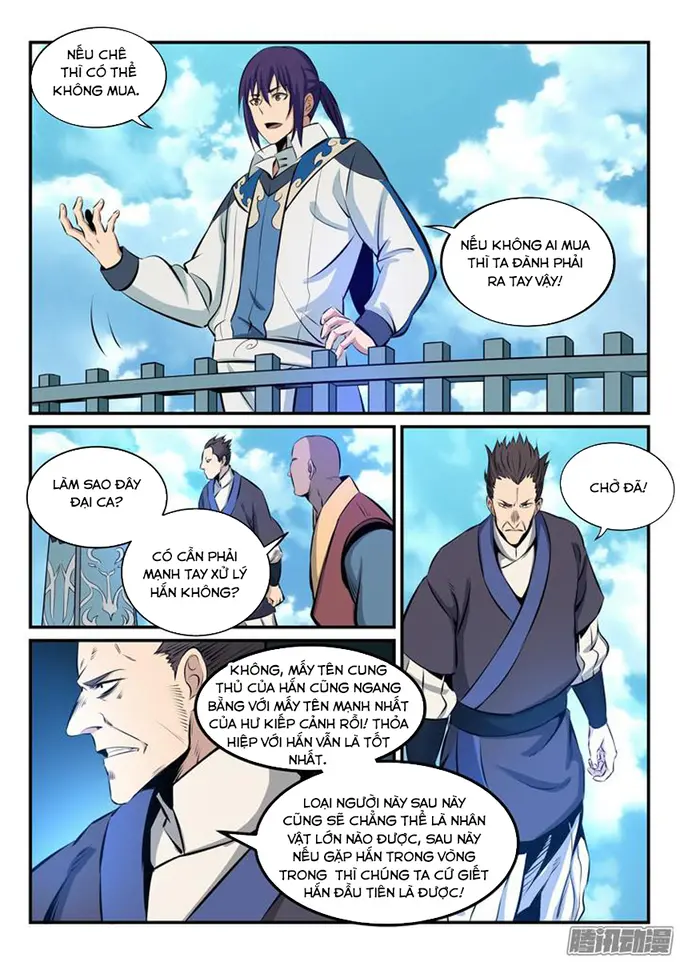 NẾU CHÊ
THÌ CÓ THỂ
KHÔNG MUA.
NẾU KHÔNG AI MUA
THÌ TA ĐÀNH PHẢI
RA TAY VẬY!
LÀM SAO ĐÂY
ĐẠI CA?
CÓ CẦN PHẢI
MẠNH TAY XỬ LÝ
HẮN KHÔNG?
CHỜ ĐÃ!
KHÔNG, MẤY TÊN CUNG
THỦ CỦA HẮN CŨNG NGANG
BẰNG VỚI MẤY TÊN MẠNH NHẤT
CỦA HƯ KIẾP CẢNH RỒI! THỎA
HIỆP VỚI HẮN VẪN LÀ TỐT
NHẤT.
LOẠI NGƯỜI NÀY SAU NÀY
CŨNG SẼ CHẲNG THỂ LÀ NHÂN
VẬT LỚN NÀO ĐƯỢC, SAU NÀY
NẾU GẶP HẮN TRONG VÒNG
TRONG THÌ CHÚNG TA CỨ GIẾT
HẮN ĐẦU TIÊN LÀ ĐƯỢC!
腾讯动漫